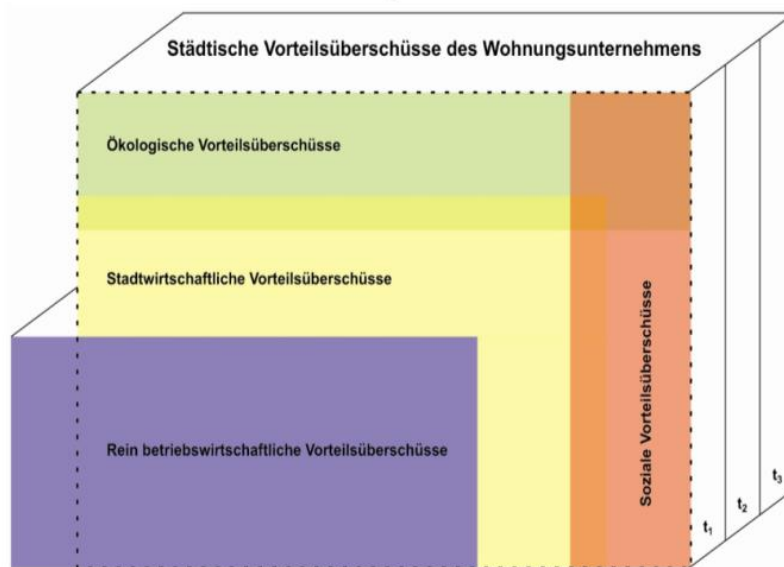 Städtische Vorteilsüberschüsse des Wohnungsunternehmens
Ökologische Vorteilsüberschüsse
Stadtwirtschaftliche Vorteilsüberschüsse
Rein betriebswirtschaftliche Vorteilsüberschüsse
Soziale Vorteilsüberschüsse
t₁
t₂
t₃